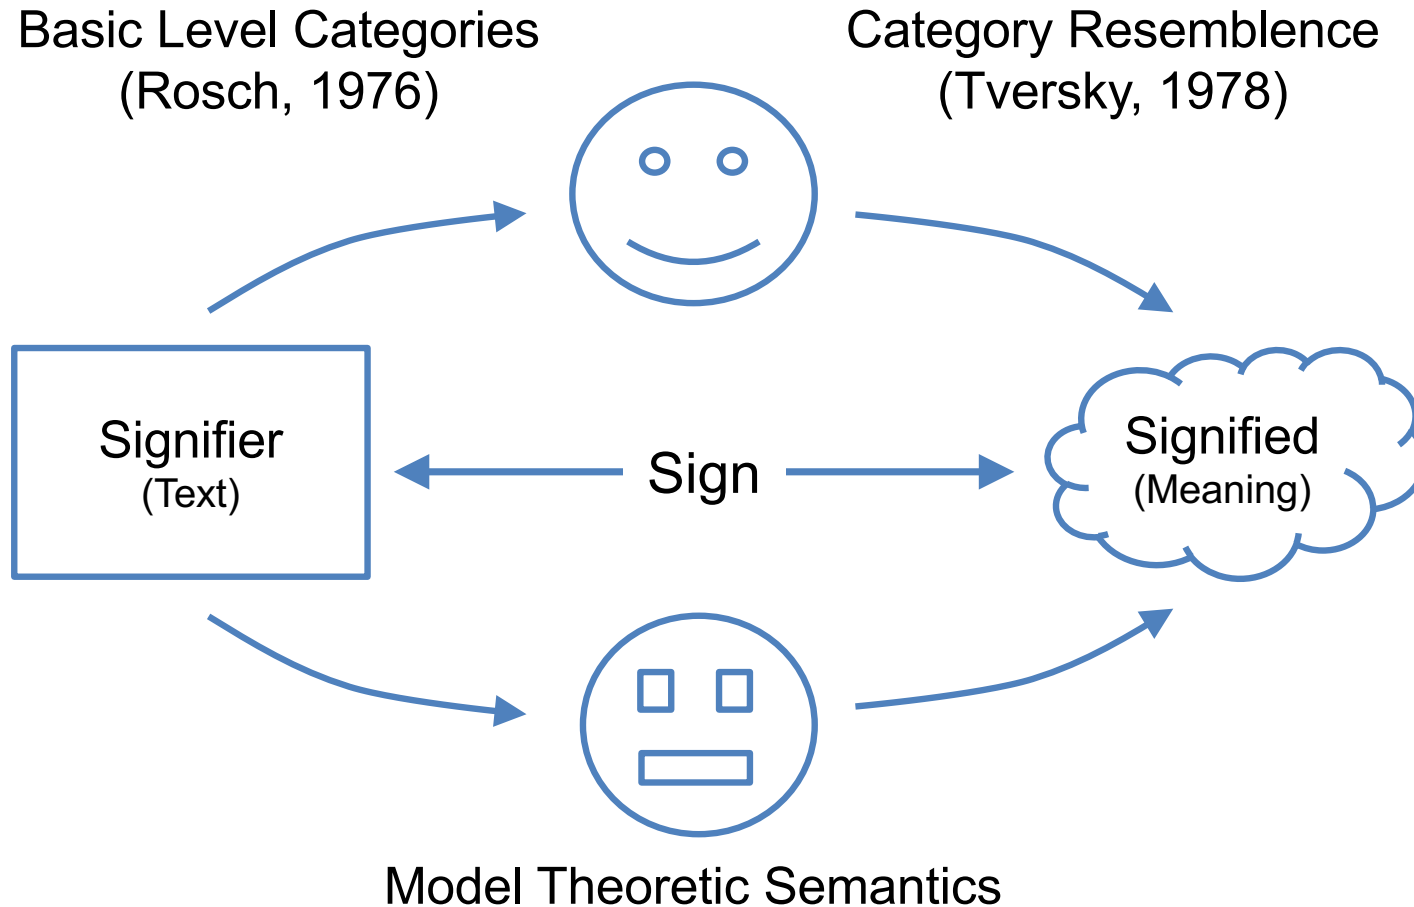 Basic Level Categories
(Rosch, 1976)
Category Resemblence
(Tversky, 1978)
Signifier
(Text)
Sign
Signified
(Meaning)
Model Theoretic Semantics